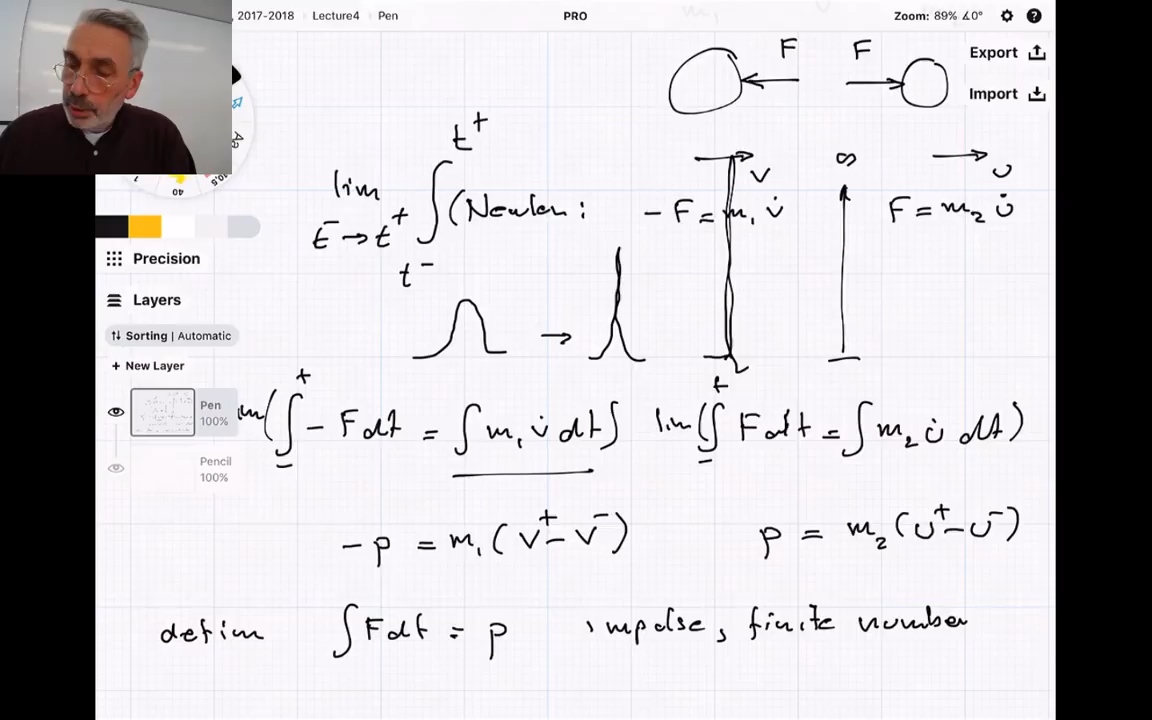 2017-2018 Lecture4 Pen PRO Zoom: 89% ∡0°
Export
Import
F F
t⁺
lim ∫ (Newton : - F = m₁ v̇ F = m₂ u̇
t⁻ → t⁺
t⁻
v ∞ u
→
Precision
Layers
Sorting | Automatic
+ New Layer
Pen
100%
Pencil
100%
40
lim(∫ - F dt = ∫ m₁ v̇ dt) lim(∫ F dt = ∫ m₂ u̇ dt)
+ - + -
- p = m₁ ( v⁺ - v⁻ ) p = m₂ ( u⁺ - u⁻ )
defim ∫ F dt = p impulse, finite number